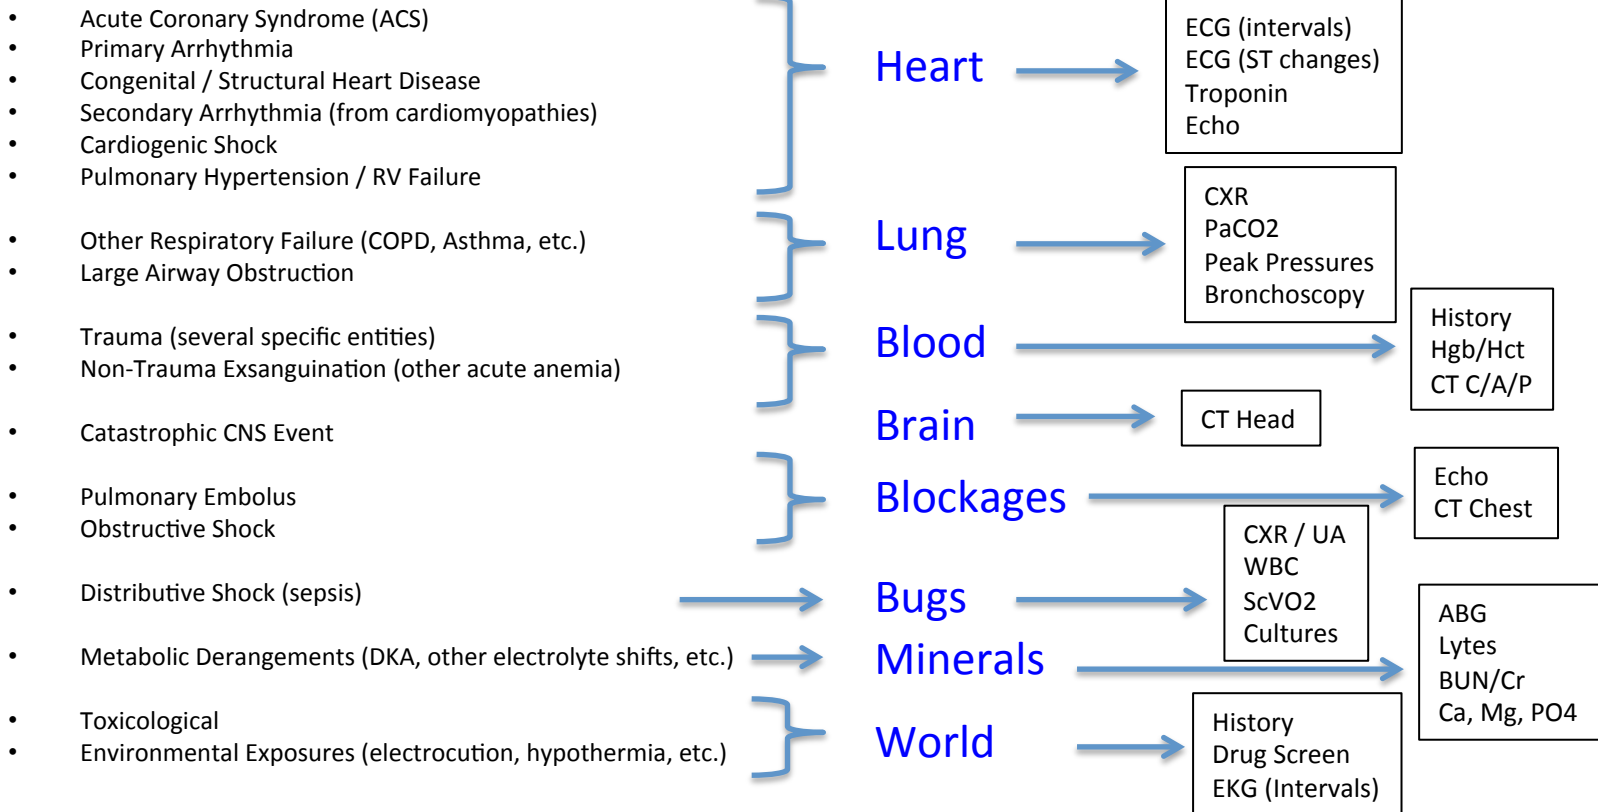 • Acute Coronary Syndrome (ACS)
• Primary Arrhythmia
• Congenital / Structural Heart Disease
• Secondary Arrhythmia (from cardiomyopathies)
• Cardiogenic Shock
• Pulmonary Hypertension / RV Failure
Heart
ECG (intervals)
ECG (ST changes)
Troponin
Echo
• Other Respiratory Failure (COPD, Asthma, etc.)
• Large Airway Obstruction
Lung
CXR
PaCO2
Peak Pressures
Bronchoscopy
• Trauma (several specific entities)
• Non-Trauma Exsanguination (other acute anemia)
Blood
History
Hgb/Hct
CT C/A/P
• Catastrophic CNS Event
Brain
CT Head
• Pulmonary Embolus
• Obstructive Shock
Blockages
Echo
CT Chest
• Distributive Shock (sepsis)
Bugs
CXR / UA
WBC
ScVO2
Cultures
• Metabolic Derangements (DKA, other electrolyte shifts, etc.)
Minerals
ABG
Lytes
BUN/Cr
Ca, Mg, PO4
• Toxicological
• Environmental Exposures (electrocution, hypothermia, etc.)
World
History
Drug Screen
EKG (Intervals)